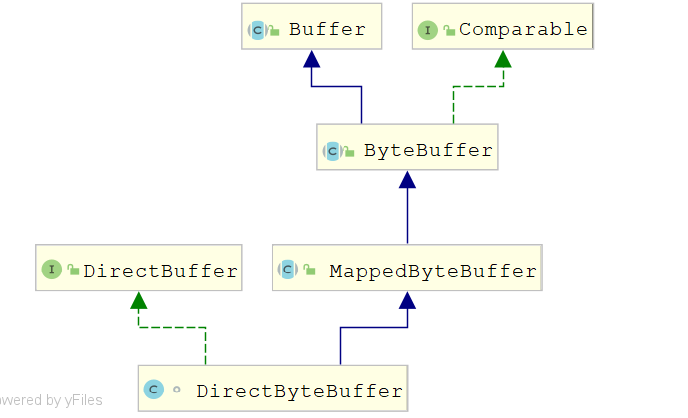 Buffer
Comparable
ByteBuffer
DirectBuffer
MappedByteBuffer
DirectByteBuffer
owered by yFiles